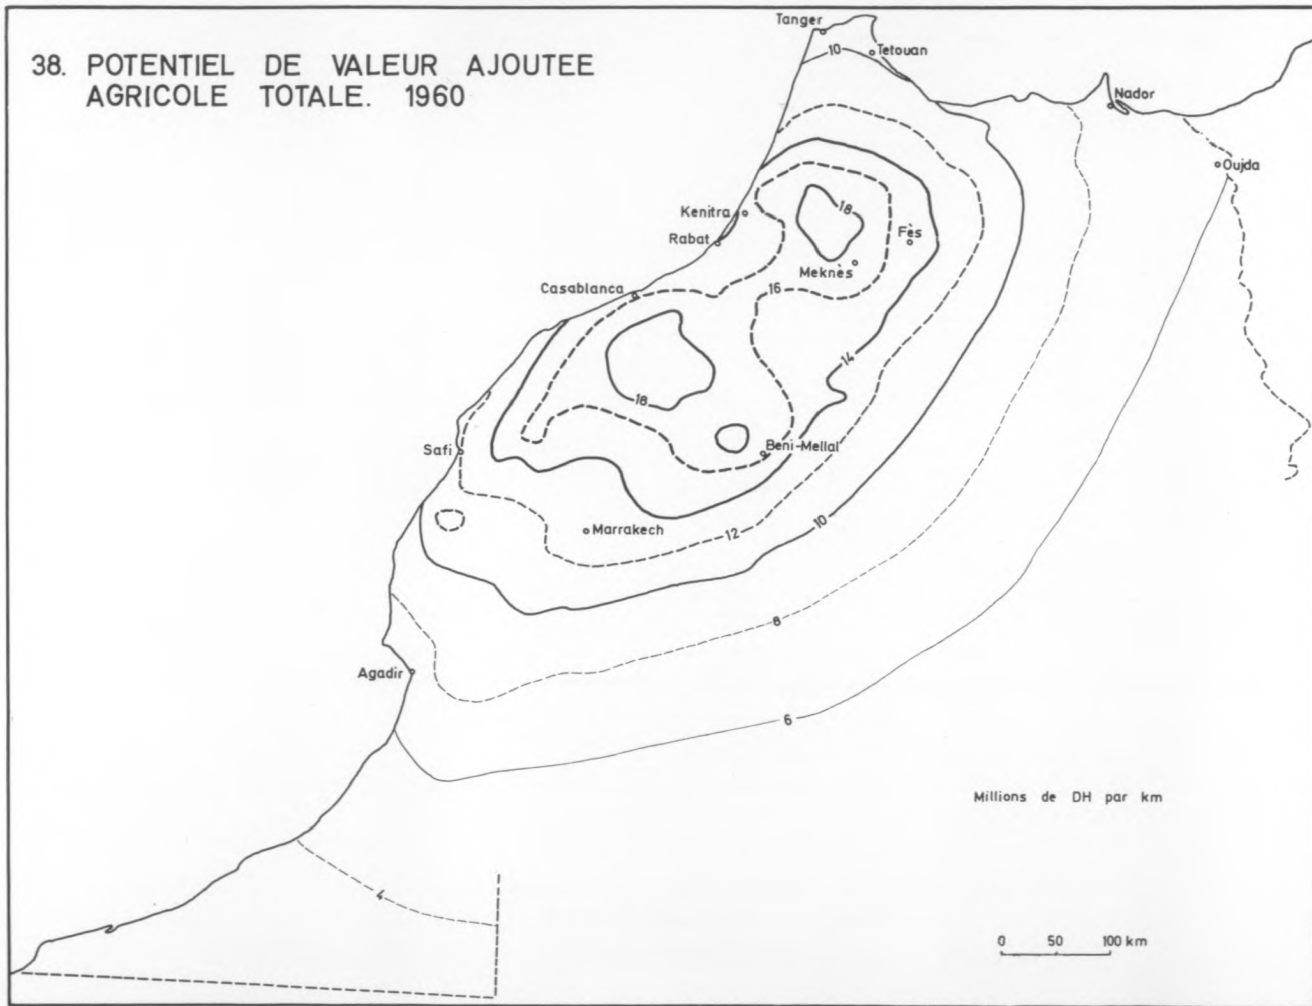 38. POTENTIEL DE VALEUR AJOUTEE
AGRICOLE TOTALE. 1960
Tanger
10
Tetouan
Nador
Oujda
Kenitra
18
Rabat
Fès
Meknès
Casablanca
16
14
18
Safi
Beni-Mellal
Marrakech
12
10
8
Agadir
6
Millions de DH par km
4
0 50 100 km